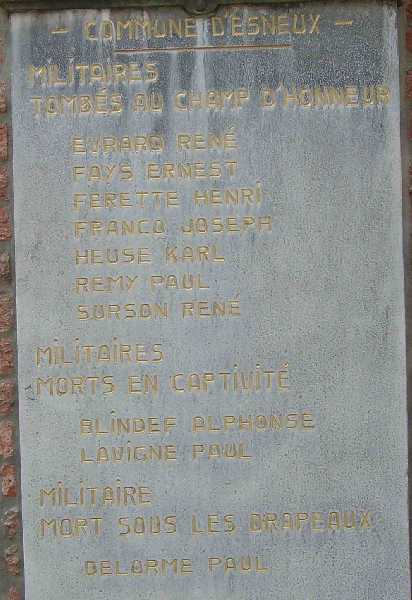 - COMMUNE D'ESNEUX -
MILITAIRES
TOMBÉS AU CHAMP D'HONNEUR
EVRARD RENÉ
FAYS ERNEST
FERETTE HENRI
FRANCO JOSEPH
HEUSE KARL
REMY PAUL
SURSON RENÉ
MILITAIRES
MORTS EN CAPTIVITÉ
BLINDEF ALPHONSE
LAVIGNE PAUL
MILITAIRE
MORT SOUS LES DRAPEAUX
DELORME PAUL